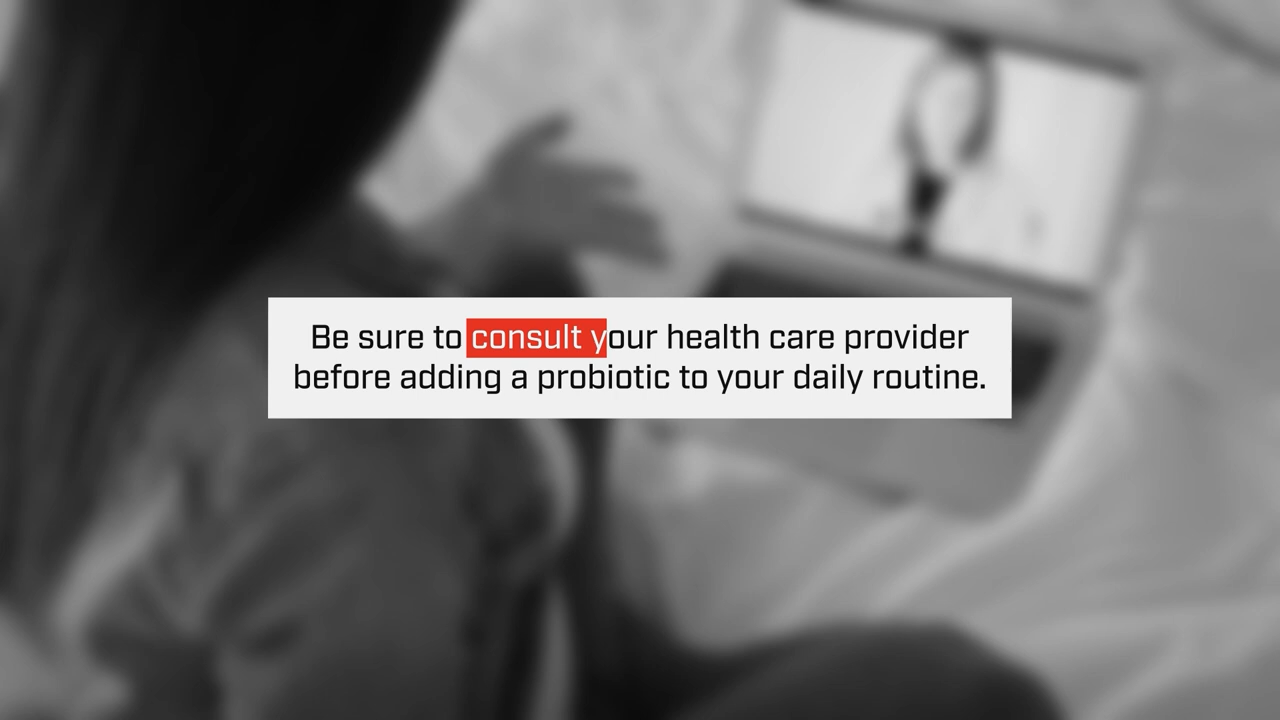 Be sure to consult your health care provider
before adding a probiotic to your daily routine.